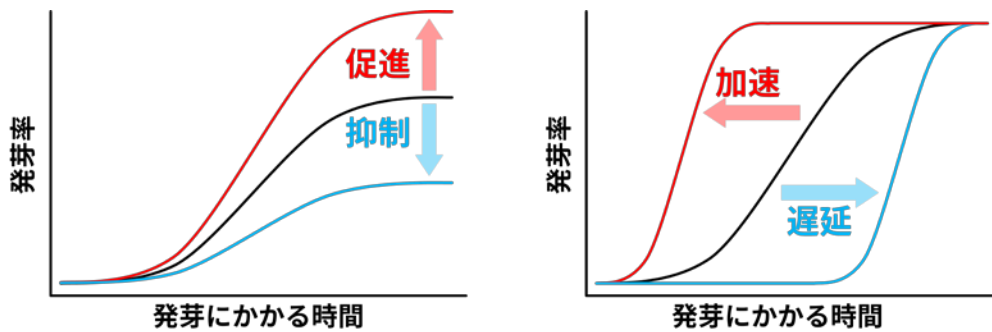 発芽率
促進
抑制
発芽にかかる時間
発芽率
加速
遅延
発芽にかかる時間